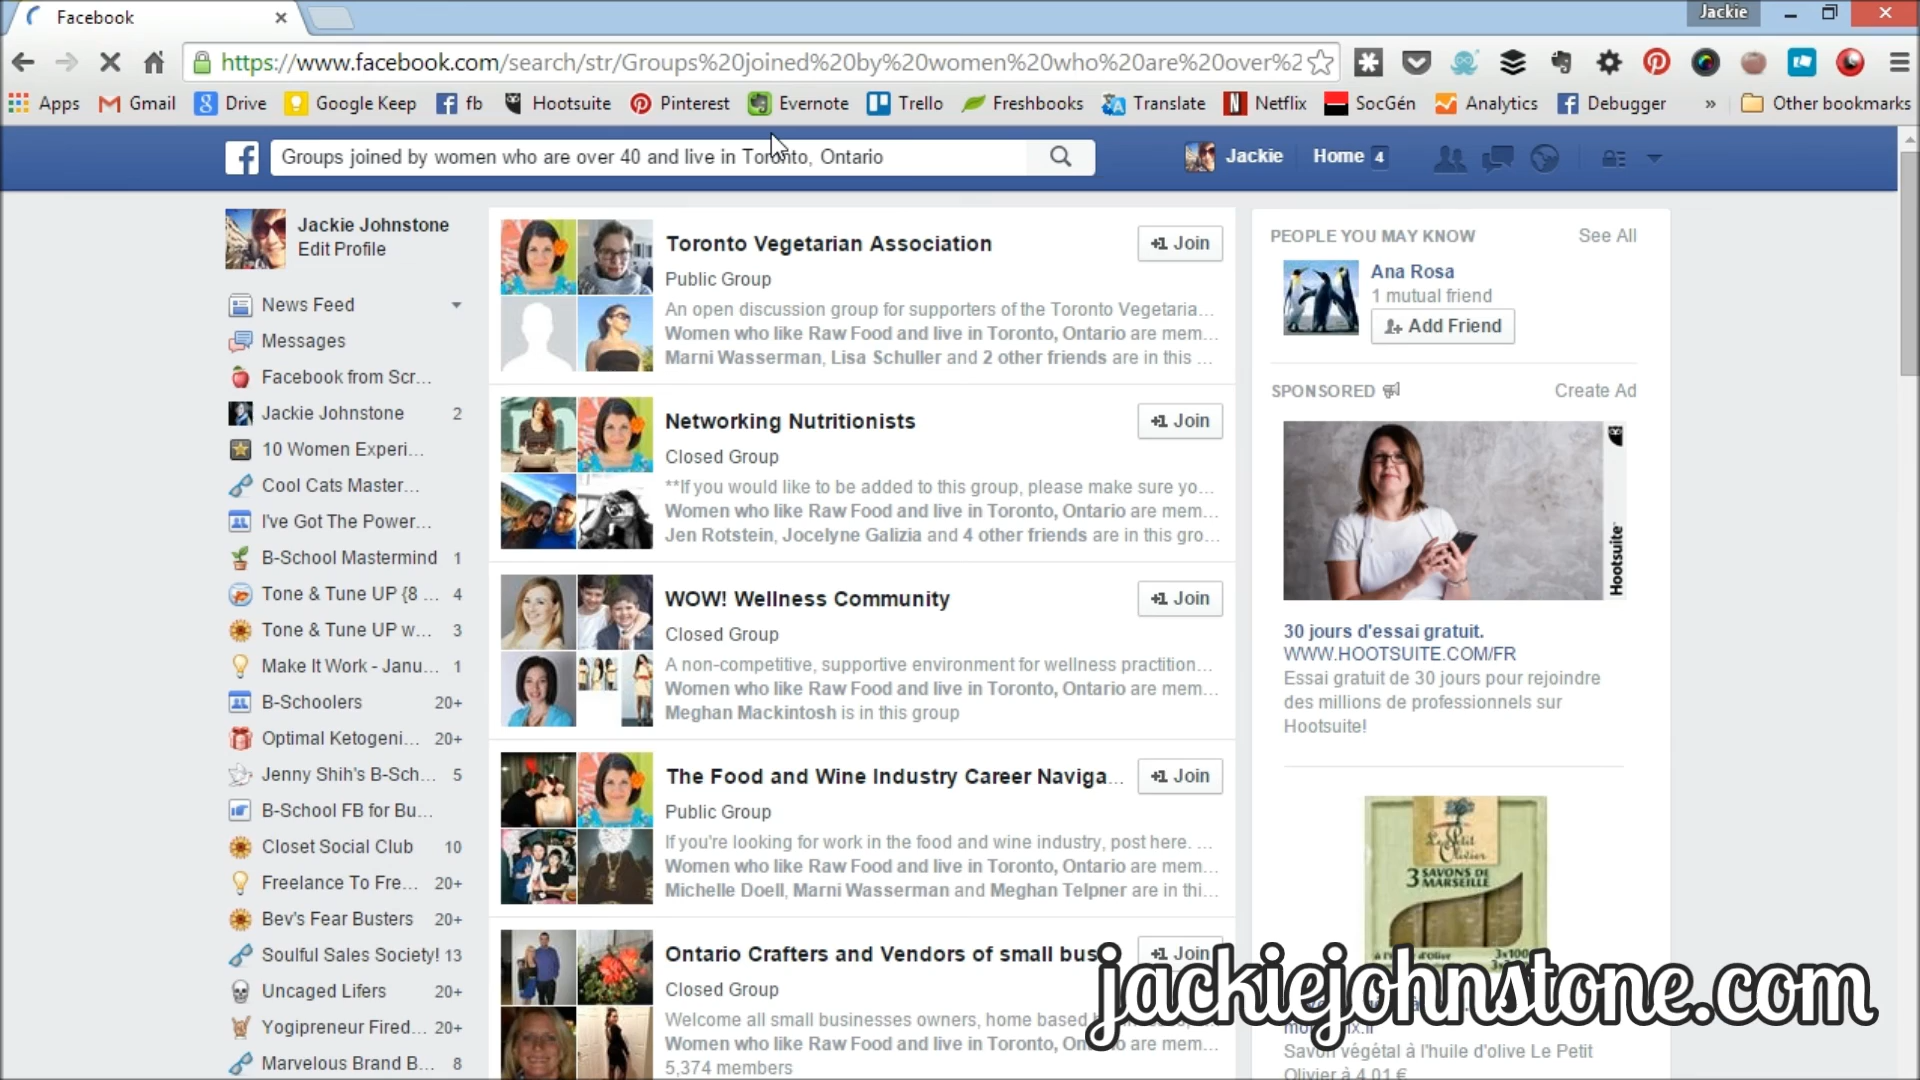 Facebook
Jackie
https://www.facebook.com/search/str/Groups%20joined%20by%20women%20who%20are%20over%2
Apps
Gmail
Drive
Google Keep
fb
Hootsuite
Pinterest
Evernote
Trello
Freshbooks
Translate
Netflix
SocGén
Analytics
Debugger
»
Other bookmarks
Groups joined by women who are over 40 and live in Toronto, Ontario
Jackie
Home 4
Jackie Johnstone
Edit Profile
News Feed
Messages
Facebook from Scr...
Jackie Johnstone 2
10 Women Experi...
Cool Cats Master...
I've Got The Power...
B-School Mastermind 1
Tone & Tune UP {8 ... 4
Tone & Tune UP w... 3
Make It Work - Janu... 1
B-Schoolers 20+
Optimal Ketogeni... 20+
Jenny Shih's B-Sch... 5
B-School FB for Bu...
Closet Social Club 10
Freelance To Fre... 20+
Bev's Fear Busters 20+
Soulful Sales Society! 13
Uncaged Lifers 20+
Yogipreneur Fired... 20+
Marvelous Brand B... 8
Toronto Vegetarian Association
+1 Join
Public Group
An open discussion group for supporters of the Toronto Vegetaria...
Women who like Raw Food and live in Toronto, Ontario are mem...
Marni Wasserman, Lisa Schuller and 2 other friends are in this ...
Networking Nutritionists
+1 Join
Closed Group
**If you would like to be added to this group, please make sure yo...
Women who like Raw Food and live in Toronto, Ontario are mem...
Jen Rotstein, Jocelyne Galizia and 4 other friends are in this gro...
WOW! Wellness Community
+1 Join
Closed Group
A non-competitive, supportive environment for wellness practition...
Women who like Raw Food and live in Toronto, Ontario are mem...
Meghan Mackintosh is in this group
The Food and Wine Industry Career Naviga...
+1 Join
Public Group
If you're looking for work in the food and wine industry, post here. ...
Women who like Raw Food and live in Toronto, Ontario are mem...
Michelle Doell, Marni Wasserman and Meghan Telpner are in thi...
Ontario Crafters and Vendors of small bus
+1 Join
Closed Group
Welcome all small businesses owners, home based
Women who like Raw Food and live in Toronto, Ontario are mem...
5,374 members
PEOPLE YOU MAY KNOW
See All
Ana Rosa
1 mutual friend
Add Friend
SPONSORED
Create Ad
Hootsuite
30 jours d'essai gratuit.
WWW.HOOTSUITE.COM/FR
Essai gratuit de 30 jours pour rejoindre
des millions de professionnels sur
Hootsuite!
Le Petit
Olivier
3 SAVONS DE
MARSEILLE
jackiejohnstone.com
Savon végétal à l'huile d'olive Le Petit
Olivier à 4,01 €